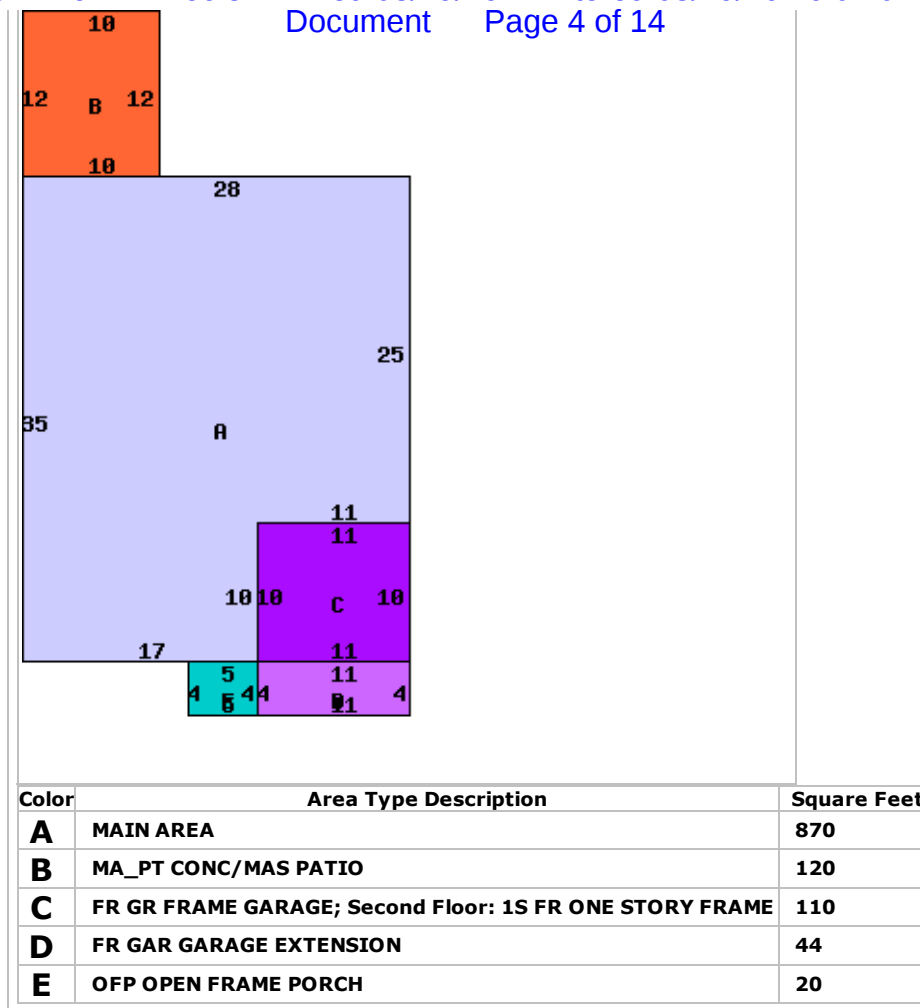 Document Page 4 of 14
10
12 B 12
10
28
25
35
A
11
11
10 10 C 10
17 11
5 11
4 4 4 4
11
Color Area Type Description Square Feet
A MAIN AREA 870
B MA_PT CONC/MAS PATIO 120
C FR GR FRAME GARAGE; Second Floor: 1S FR ONE STORY FRAME 110
D FR GAR GARAGE EXTENSION 44
E OFP OPEN FRAME PORCH 20